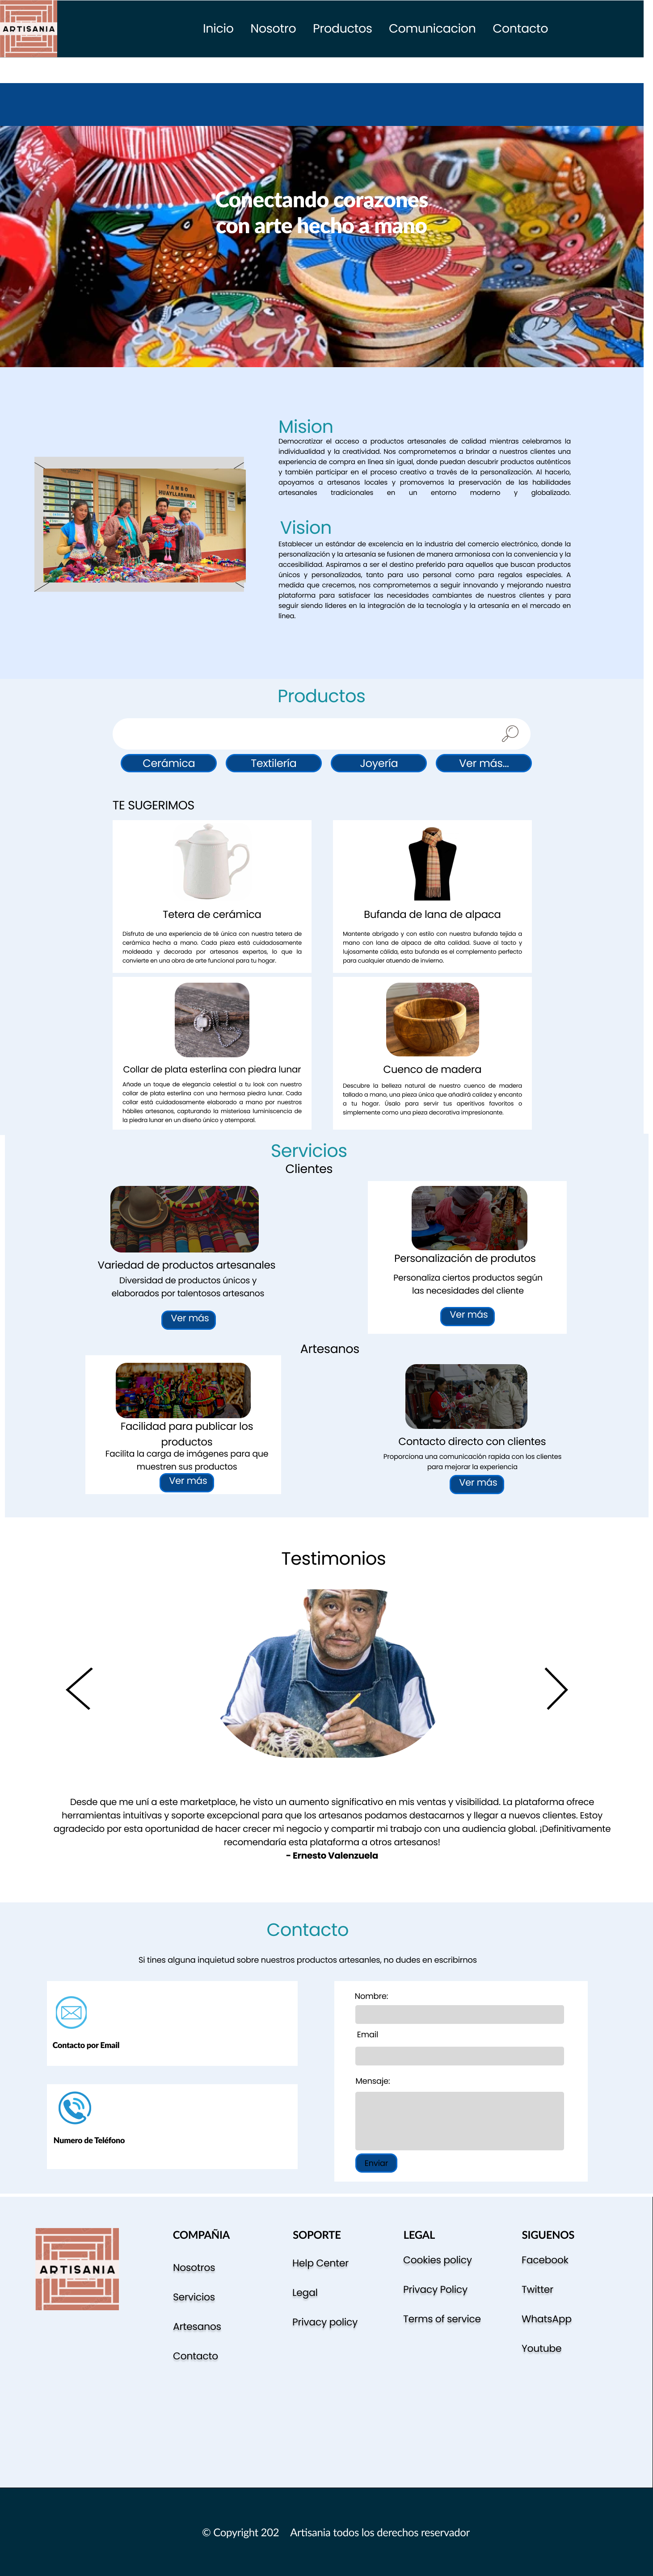 ARTISANIA
Inicio Nosotro Productos Comunicacion Contacto
Conectando corazones
con arte hecho a mano
Mision
Democratizar el acceso a productos artesanales de calidad mientras celebramos la
individualidad y la creatividad. Nos comprometemos a brindar a nuestros clientes una
experiencia de compra en línea sin igual, donde puedan descubrir productos auténticos
y también participar en el proceso creativo a través de la personalización. Al hacerlo,
apoyamos a artesanos locales y promovemos la preservación de las habilidades
artesanales tradicionales en un entorno moderno y globalizado.
TAMBO
HUAYLLABAMBA
Vision
Establecer un estándar de excelencia en la industria del comercio electrónico, donde la
personalización y la artesanía se fusionen de manera armoniosa con la conveniencia y la
accesibilidad. Aspiramos a ser el destino preferido para aquellos que buscan productos
únicos y personalizados, tanto para uso personal como para regalos especiales. A
medida que crecemos, nos comprometemos a seguir innovando y mejorando nuestra
plataforma para satisfacer las necesidades cambiantes de nuestros clientes y para
seguir siendo líderes en la integración de la tecnología y la artesanía en el mercado en
línea.
Productos
Cerámica Textilería Joyería Ver más...
TE SUGERIMOS
Tetera de cerámica
Disfruta de una experiencia de té única con nuestra tetera de
cerámica hecha a mano. Cada pieza está cuidadosamente
moldeada y decorada por artesanos expertos, lo que la
convierte en una obra de arte funcional para tu hogar.
Bufanda de lana de alpaca
Mantente abrigado y con estilo con nuestra bufanda tejida a
mano con lana de alpaca de alta calidad. Suave al tacto y
lujosamente cálida, esta bufanda es el complemento perfecto
para cualquier atuendo de invierno.
Collar de plata esterlina con piedra lunar
Añade un toque de elegancia celestial a tu look con nuestro
collar de plata esterlina con una hermosa piedra lunar. Cada
collar está cuidadosamente elaborado a mano por nuestros
hábiles artesanos, capturando la misteriosa luminiscencia de
la piedra lunar en un diseño único y atemporal.
Cuenco de madera
Descubre la belleza natural de nuestro cuenco de madera
tallado a mano, una pieza única que añadirá calidez y encanto
a tu hogar. Úsalo para servir tus aperitivos favoritos o
simplemente como una pieza decorativa impresionante.
Servicios
Clientes
Variedad de productos artesanales
Diversidad de productos únicos y
elaborados por talentosos artesanos
Ver más
Personalización de produtos
Personaliza ciertos productos según
las necesidades del cliente
Ver más
Artesanos
Facilidad para publicar los
productos
Facilita la carga de imágenes para que
muestren sus productos
Ver más
Contacto directo con clientes
Proporciona una comunicación rapida con los clientes
para mejorar la experiencia
Ver más
Testimonios
Desde que me uní a este marketplace, he visto un aumento significativo en mis ventas y visibilidad. La plataforma ofrece
herramientas intuitivas y soporte excepcional para que los artesanos podamos destacarnos y llegar a nuevos clientes. Estoy
agradecido por esta oportunidad de hacer crecer mi negocio y compartir mi trabajo con una audiencia global. ¡Definitivamente
recomendaría esta plataforma a otros artesanos!
- Ernesto Valenzuela
Contacto
Si tines alguna inquietud sobre nuestros productos artesanles, no dudes en escribirnos
Contacto por Email
Numero de Teléfono
Nombre:
Email
Mensaje:
Enviar
ARTISANIA
COMPAÑIA
Nosotros
Servicios
Artesanos
Contacto
SOPORTE
Help Center
Legal
Privacy policy
LEGAL
Cookies policy
Privacy Policy
Terms of service
SIGUENOS
Facebook
Twitter
WhatsApp
Youtube
© Copyright 202 Artisania todos los derechos reservador